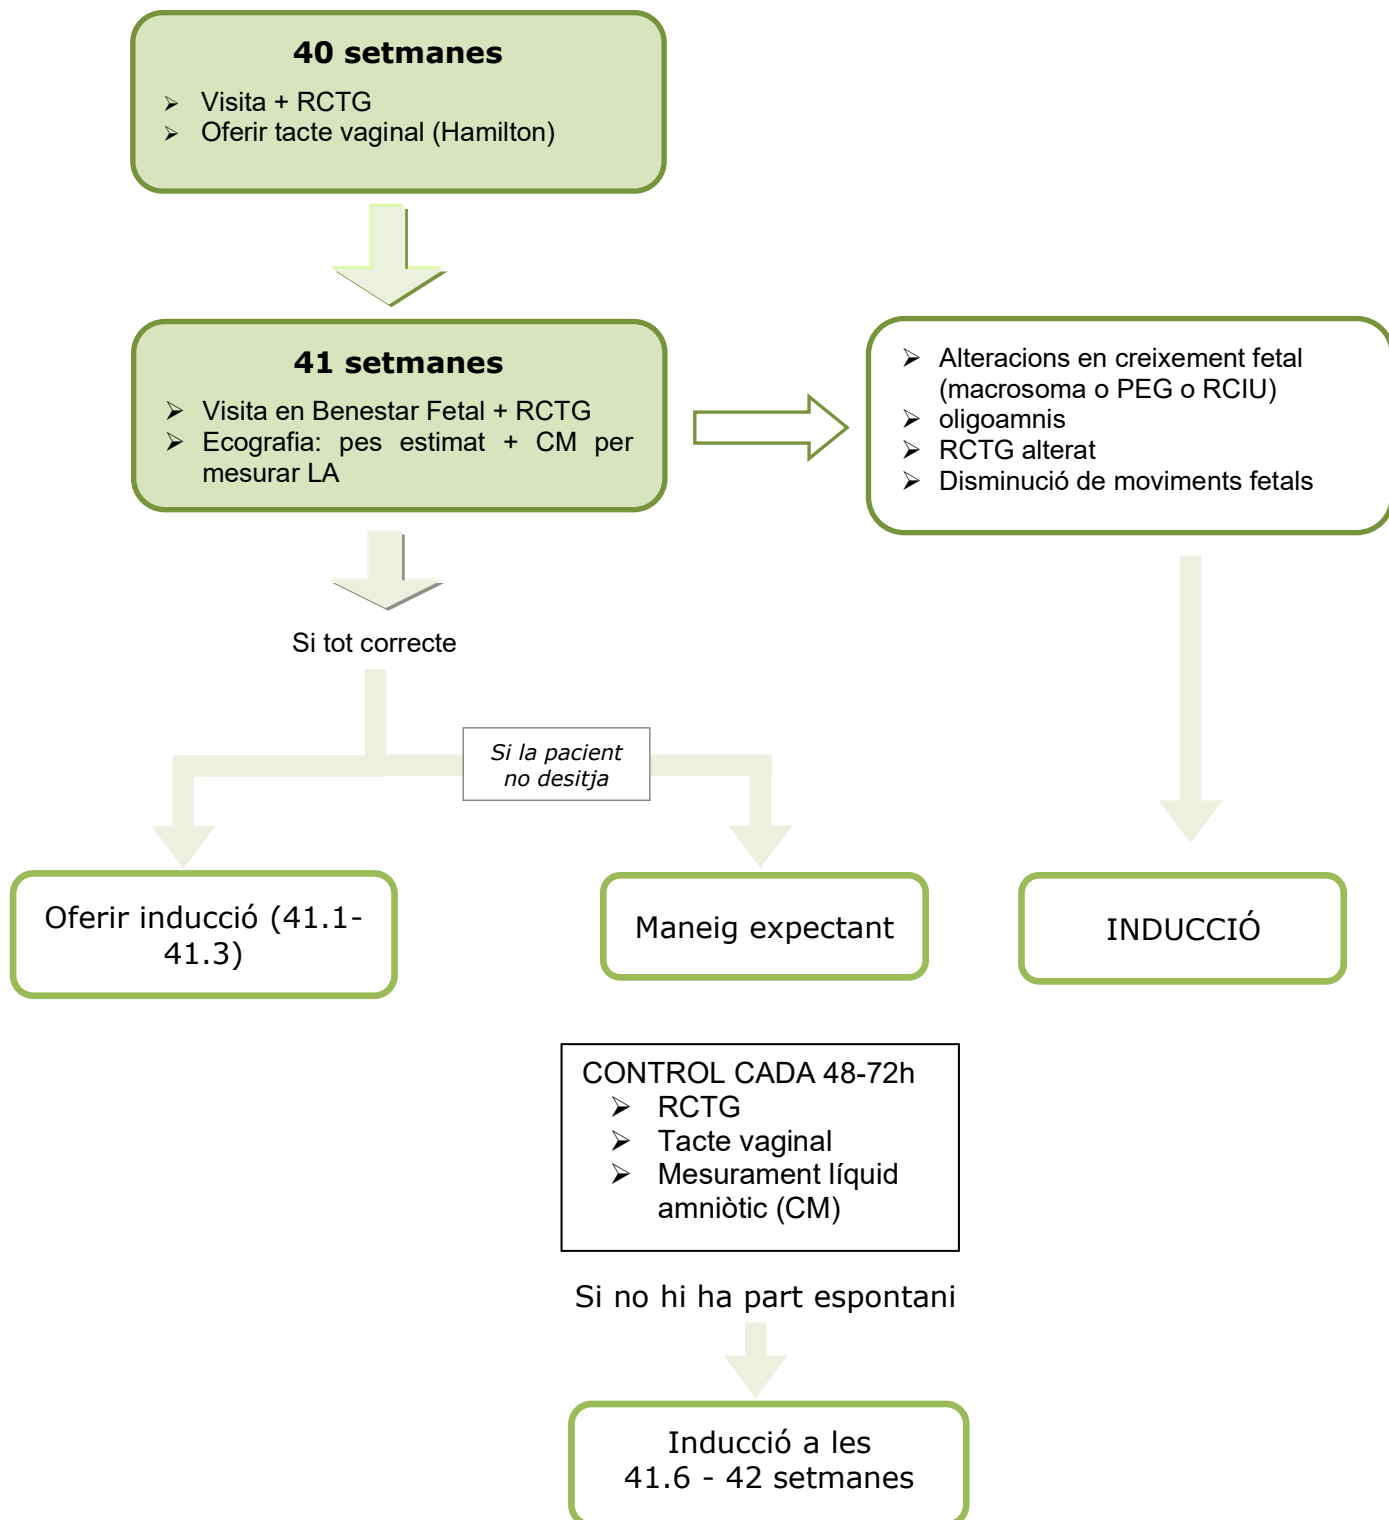 40 setmanes
➢ Visita + RCTG
➢ Oferir tacte vaginal (Hamilton)
41 setmanes
➢ Visita en Benestar Fetal + RCTG
➢ Ecografia: pes estimat + CM per
mesurar LA
➢ Alteracions en creixement fetal
(macrosoma o PEG o RCIU)
➢ oligoamnis
➢ RCTG alterat
➢ Disminució de moviments fetals
Si tot correcte
Si la pacient
no desitja
Oferir inducció (41.1-
41.3)
Maneig expectant
INDUCCIÓ
CONTROL CADA 48-72h
➢ RCTG
➢ Tacte vaginal
➢ Mesurament líquid
amniòtic (CM)
Si no hi ha part espontani
Inducció a les
41.6 - 42 setmanes